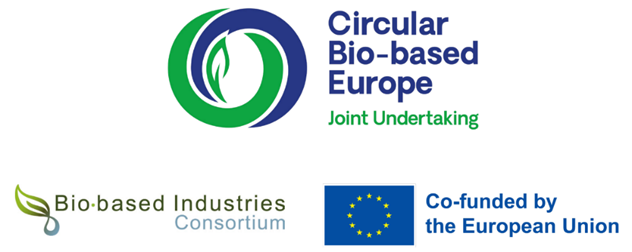 Circular
Bio-based
Europe
Joint Undertaking
Bio-based Industries
Consortium
Co-funded by
the European Union